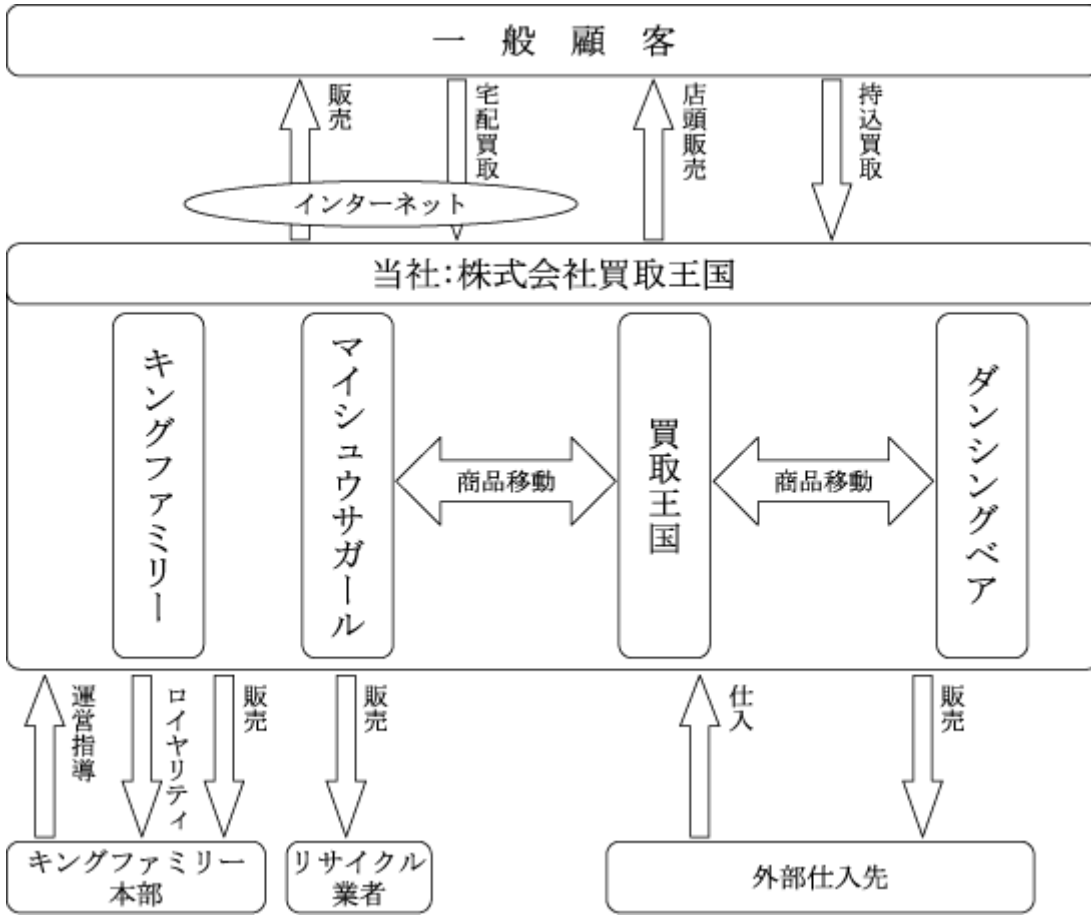 一般顧客
販売
宅配買取
店頭販売
持込買取
インターネット
当社：株式会社買取王国
キングファミリー
マイシュウサガール
商品移動
買取王国
商品移動
ダンシングベア
運営指導
ロイヤリティ
販売
販売
仕入
販売
キングファミリー
本部
リサイクル
業者
外部仕入先